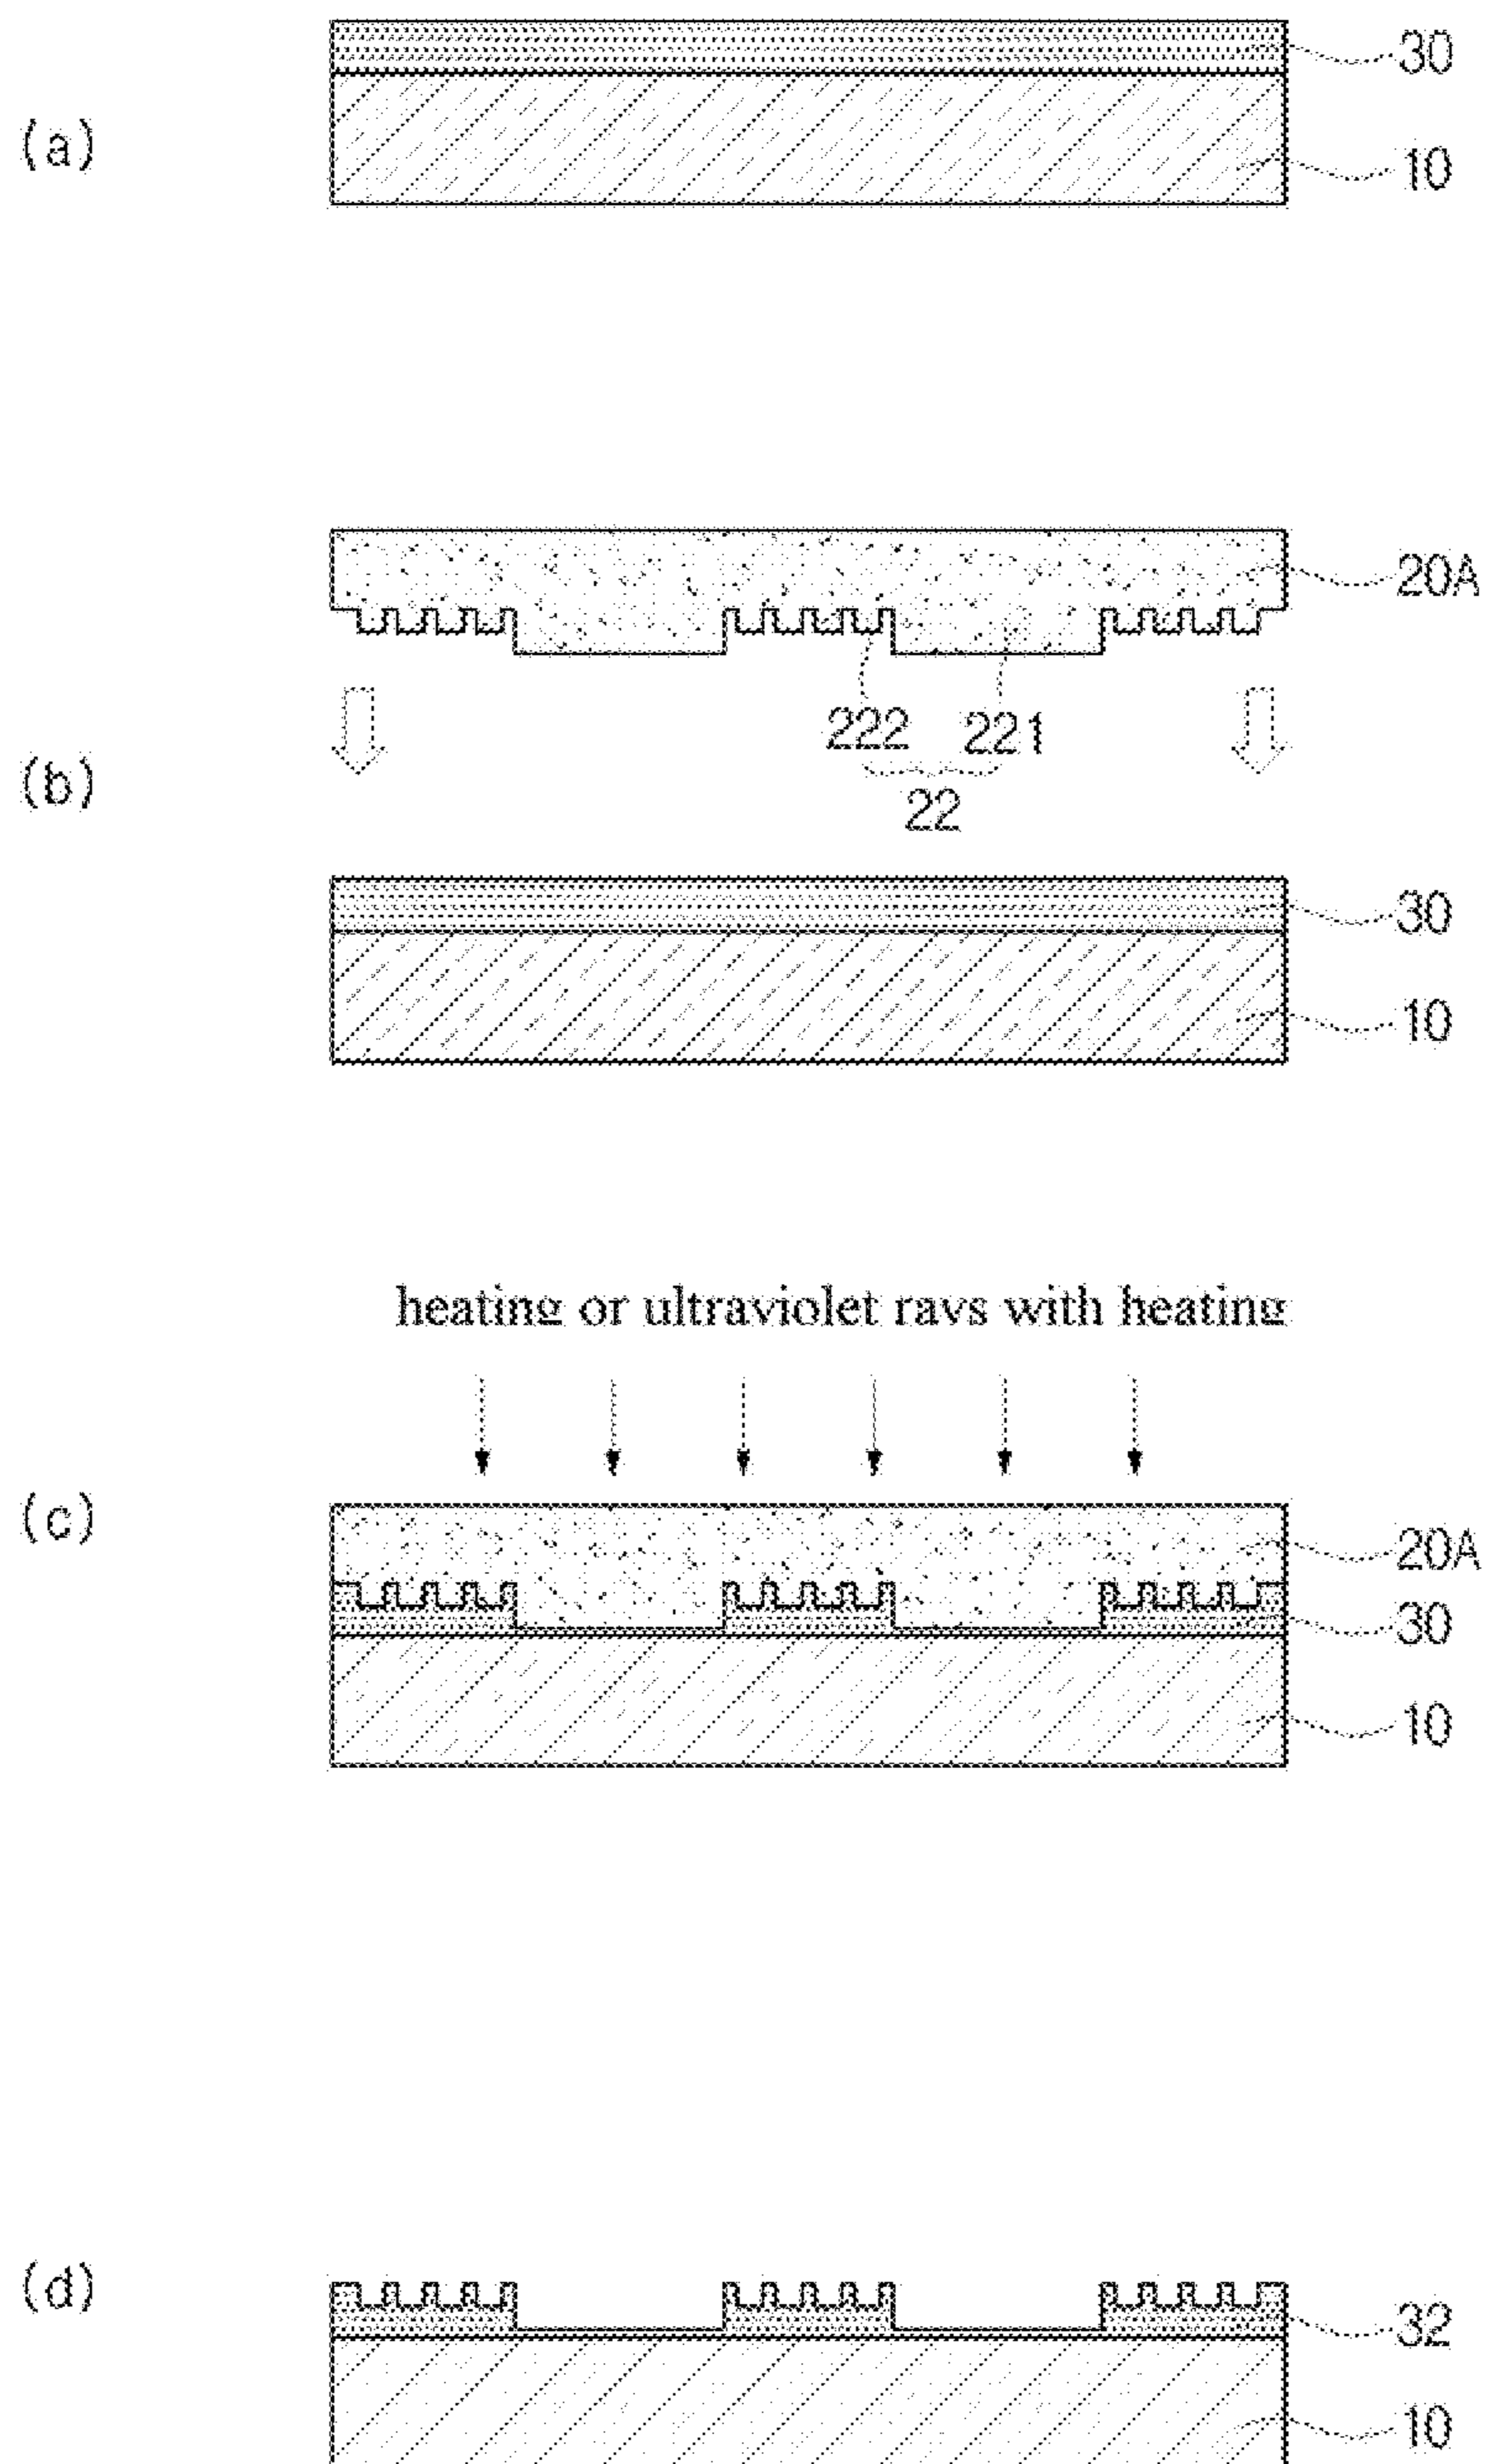 30
(a)
10
20A
222 221
(b)
22
30
10
heating or ultraviolet rays with heating
(c)
20A
30
10
(d)
32
10